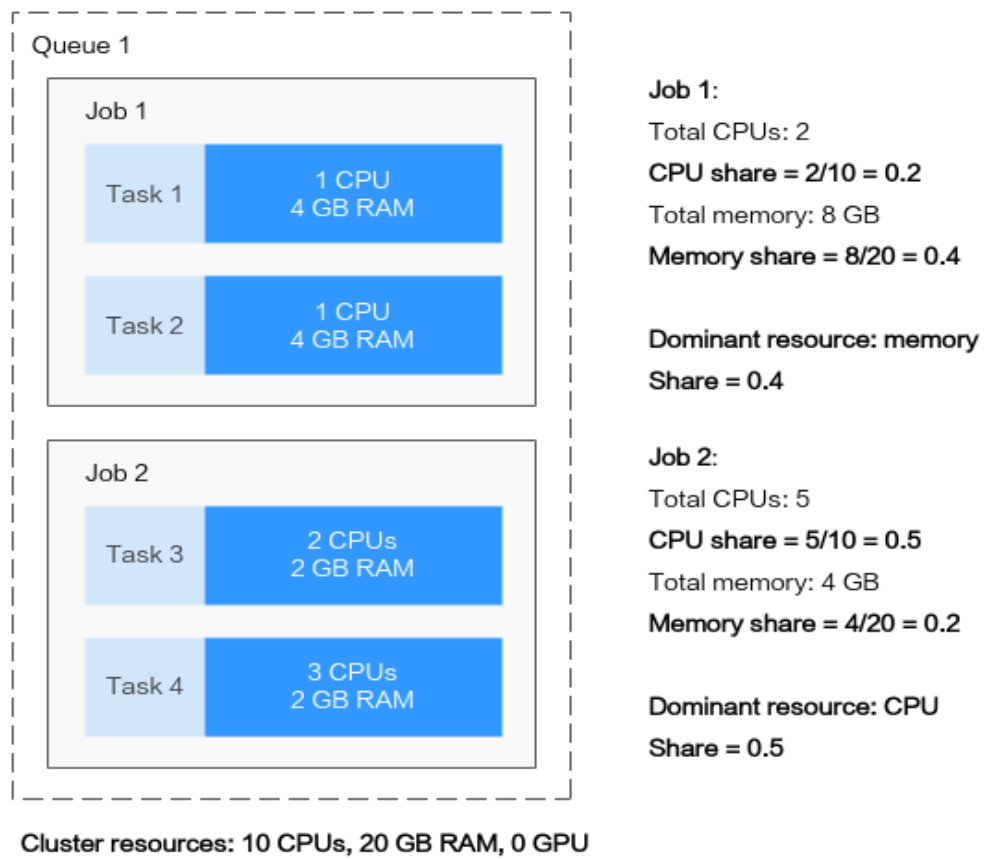 Queue 1
Job 1
Task 1
1 CPU
4 GB RAM
Task 2
1 CPU
4 GB RAM
Job 2
Task 3
2 CPUs
2 GB RAM
Task 4
3 CPUs
2 GB RAM
Job 1:
Total CPUs: 2
CPU share = 2/10 = 0.2
Total memory: 8 GB
Memory share = 8/20 = 0.4
Dominant resource: memory
Share = 0.4
Job 2:
Total CPUs: 5
CPU share = 5/10 = 0.5
Total memory: 4 GB
Memory share = 4/20 = 0.2
Dominant resource: CPU
Share = 0.5
Cluster resources: 10 CPUs, 20 GB RAM, 0 GPU